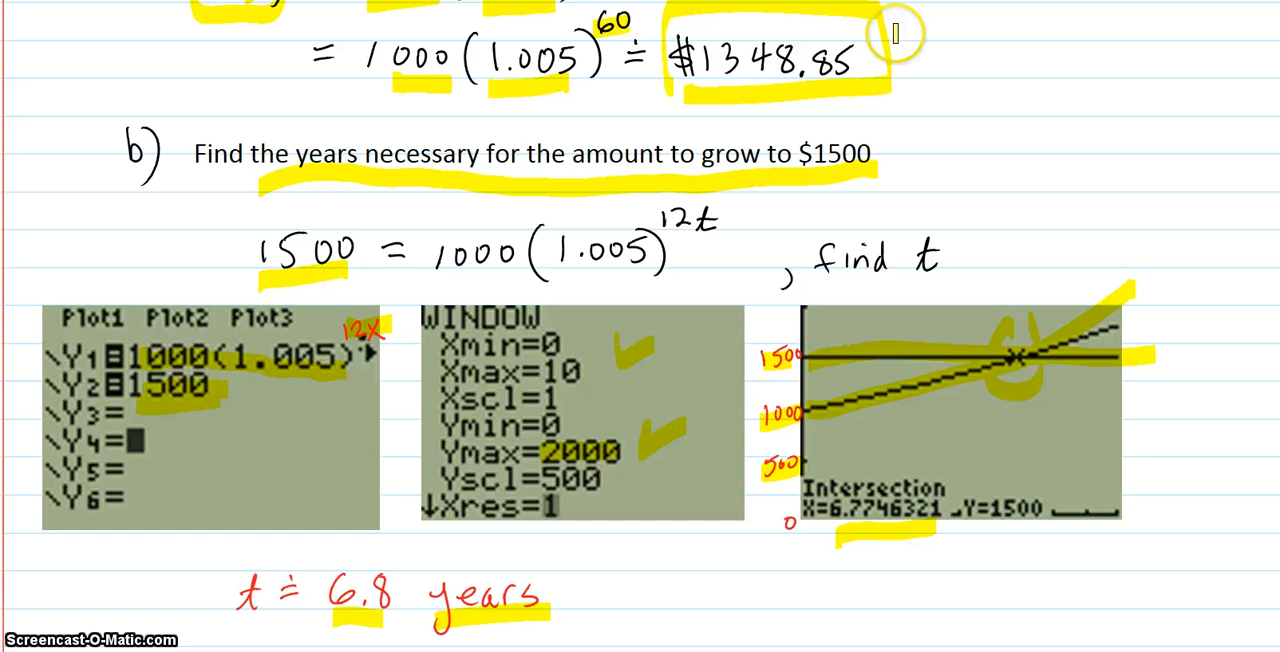 = 1000(1.005)^60 ≐ $1348.85
b) Find the years necessary for the amount to grow to $1500
1500 = 1000(1.005)^12t , find t
Plot1 Plot2 Plot3
12x
\Y1=1000(1.005)^
\Y2=1500
\Y3=
\Y4=
\Y5=
\Y6=
WINDOW
Xmin=0
Xmax=10
Xscl=1
Ymin=0
Ymax=2000
Yscl=500
↓Xres=1
1500
1000
500
0
Intersection
X=6.7746321 Y=1500
t ≐ 6.8 years
Screencast-O-Matic.com